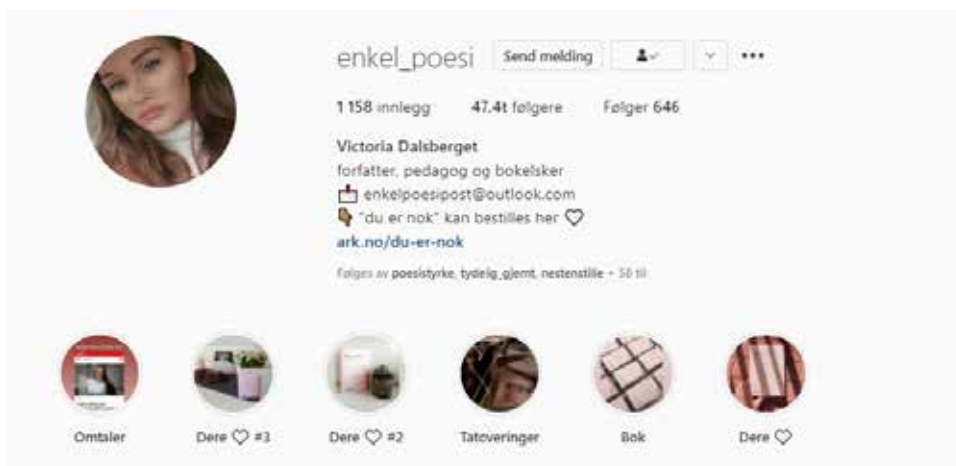 enkel_poesi Send melding
1 158 innlegg 47.4t følgere Følger 646
Victoria Dalsberget
forfatter, pedagog og bokelsker
enkelpoesipost@outlook.com
"du er nok" kan bestilles her ♡
ark.no/du-er-nok
Følges av poesistyrke, tydelig_gjemt, nestenstille + 58 til
Omtaler Dere ♡ #3 Dere ♡ #2 Tatoveringer Bok Dere ♡